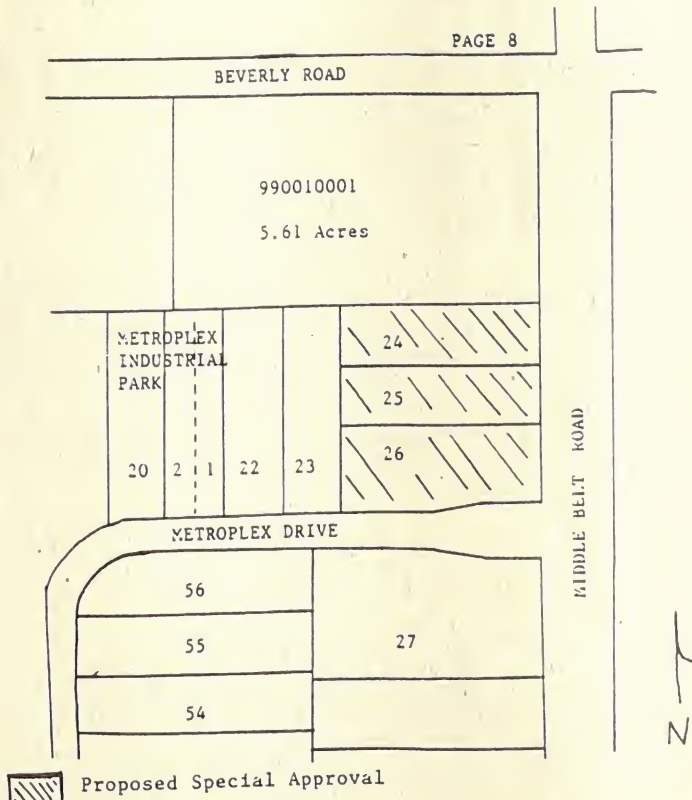 PAGE 8
BEVERLY ROAD
990010001
5.61 Acres
METROPLEX
INDUSTRIAL
PARK
24
25
26
20
2 1
22
23
MIDDLE BELT ROAD
METROPLEX DRIVE
56
55
27
54
N
Proposed Special Approval